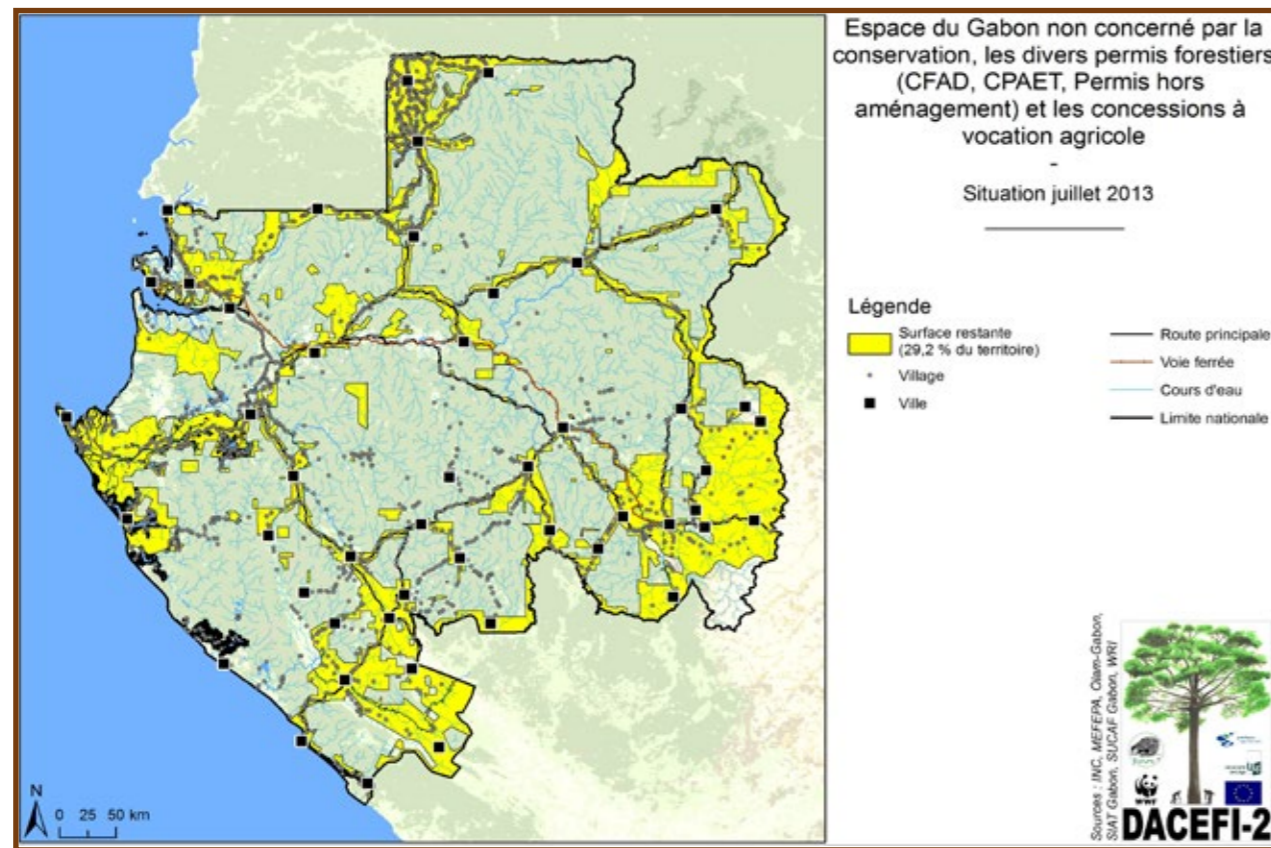 Espace du Gabon non concerné par la
conservation, les divers permis forestiers
(CFAD, CPAET, Permis hors
aménagement) et les concessions à
vocation agricole
-
Situation juillet 2013
Légende
Surface restante
(29,2 % du territoire)
Village
Ville
Route principale
Voie ferrée
Cours d'eau
Limite nationale
N
0 25 50 km
Sources : INC, MEFEPA, Olam-Gabon,
SIAT Gabon, SUCAF Gabon, WRI
WWF
DACEFI-2